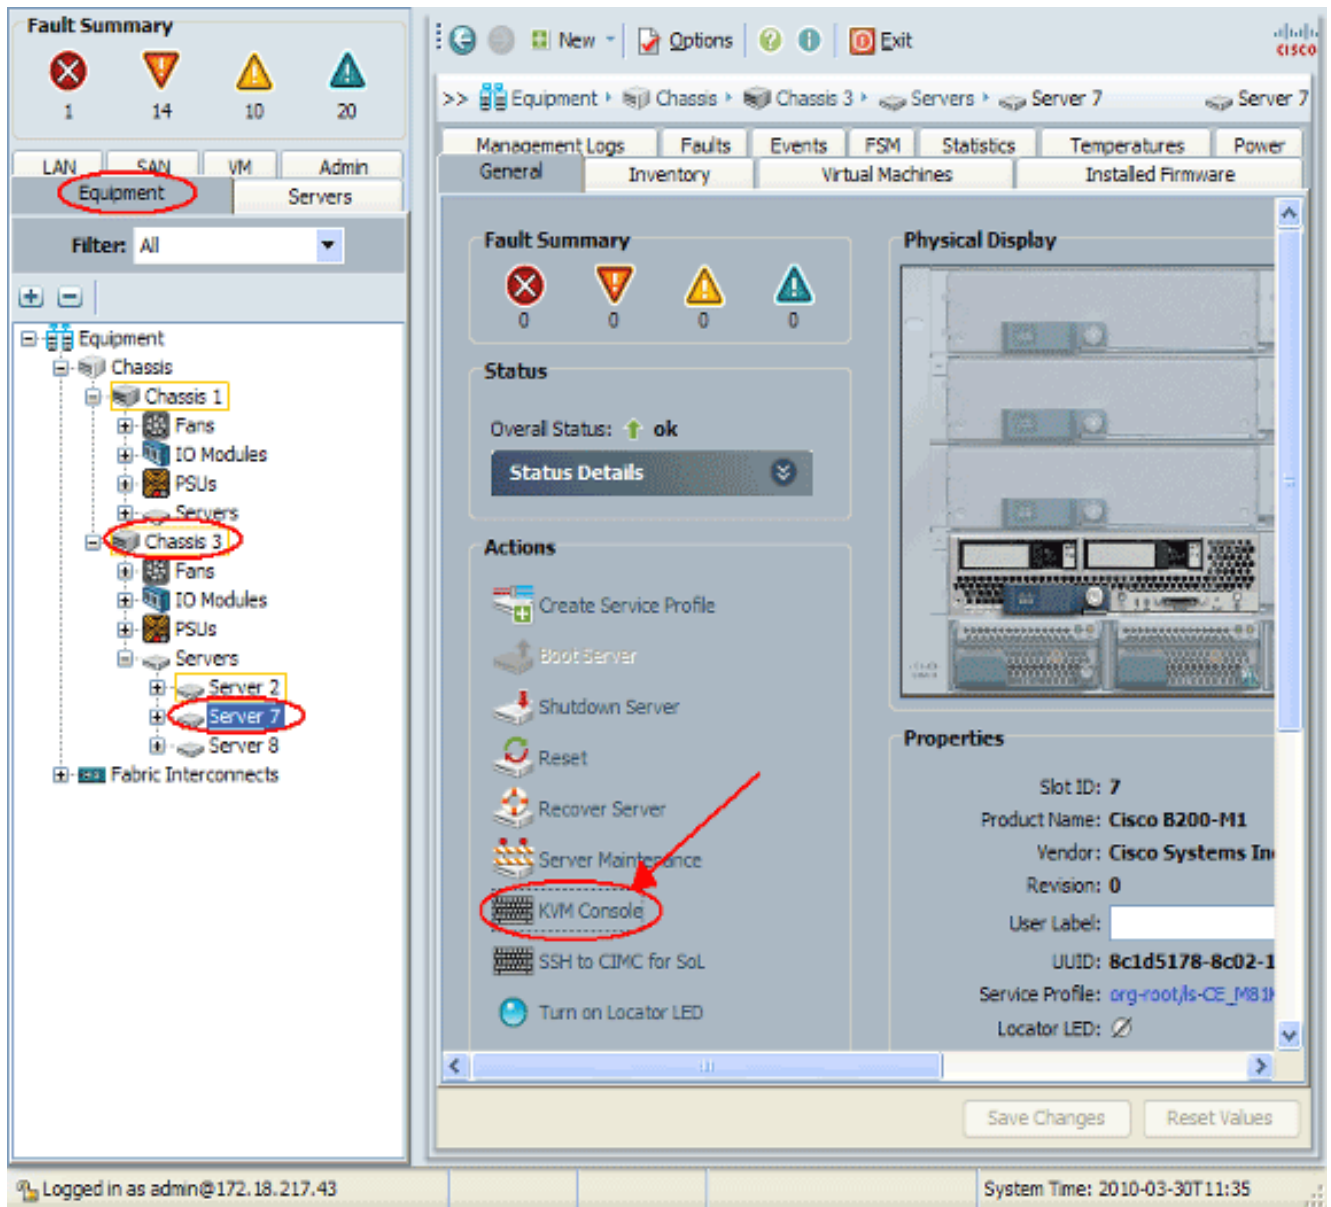 Fault Summary
1 14 10 20
LAN SAN VM Admin
Equipment Servers
Filter: All
Equipment
Chassis
Chassis 1
Fans
IO Modules
PSUs
Servers
Chassis 3
Fans
IO Modules
PSUs
Servers
Server 2
Server 7
Server 8
Fabric Interconnects
New Options Exit
CISCO
>> Equipment Chassis Chassis 3 Servers Server 7 Server 7
Management Logs Faults Events FSM Statistics Temperatures Power
General Inventory Virtual Machines Installed Firmware
Fault Summary
0 0 0 0
Status
Overall Status: ok
Status Details
Actions
Create Service Profile
Boot Server
Shutdown Server
Reset
Recover Server
Server Maintenance
KVM Console
SSH to CIMC for SoL
Turn on Locator LED
Physical Display
Properties
Slot ID: 7
Product Name: Cisco B200-M1
Vendor: Cisco Systems In
Revision: 0
User Label:
UUID: 8c1d5178-8c02-1
Service Profile: org-root/ls-CE_M81
Locator LED:
Save Changes Reset Values
Logged in as admin@172.18.217.43
System Time: 2010-03-30T11:35